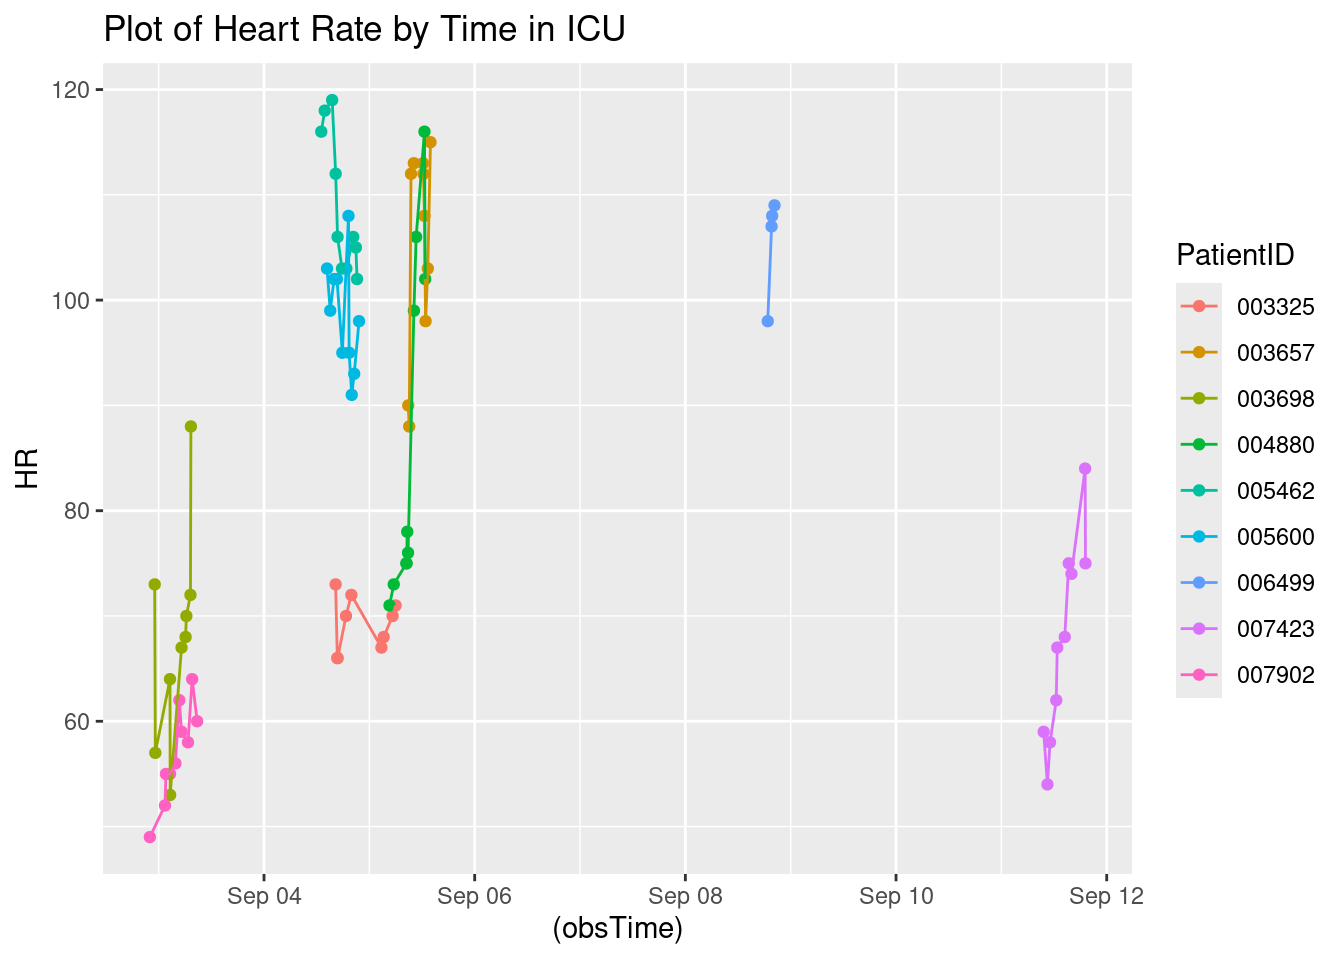 Plot of Heart Rate by Time in ICU
120
100
80
60
HR
Sep 04
Sep 06
Sep 08
Sep 10
Sep 12
(obsTime)
PatientID
003325
003657
003698
004880
005462
005600
006499
007423
007902